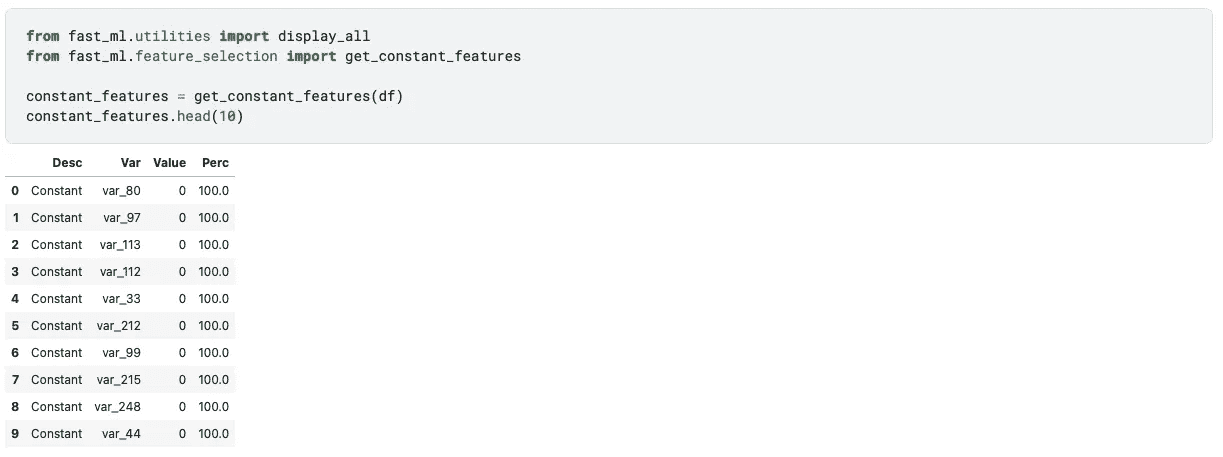 from fast_ml.utilities import display_all
from fast_ml.feature_selection import get_constant_features
constant_features = get_constant_features(df)
constant_features.head(10)
Desc Var Value Perc
0 Constant var_80 0 100.0
1 Constant var_97 0 100.0
2 Constant var_113 0 100.0
3 Constant var_112 0 100.0
4 Constant var_33 0 100.0
5 Constant var_212 0 100.0
6 Constant var_99 0 100.0
7 Constant var_215 0 100.0
8 Constant var_248 0 100.0
9 Constant var_44 0 100.0